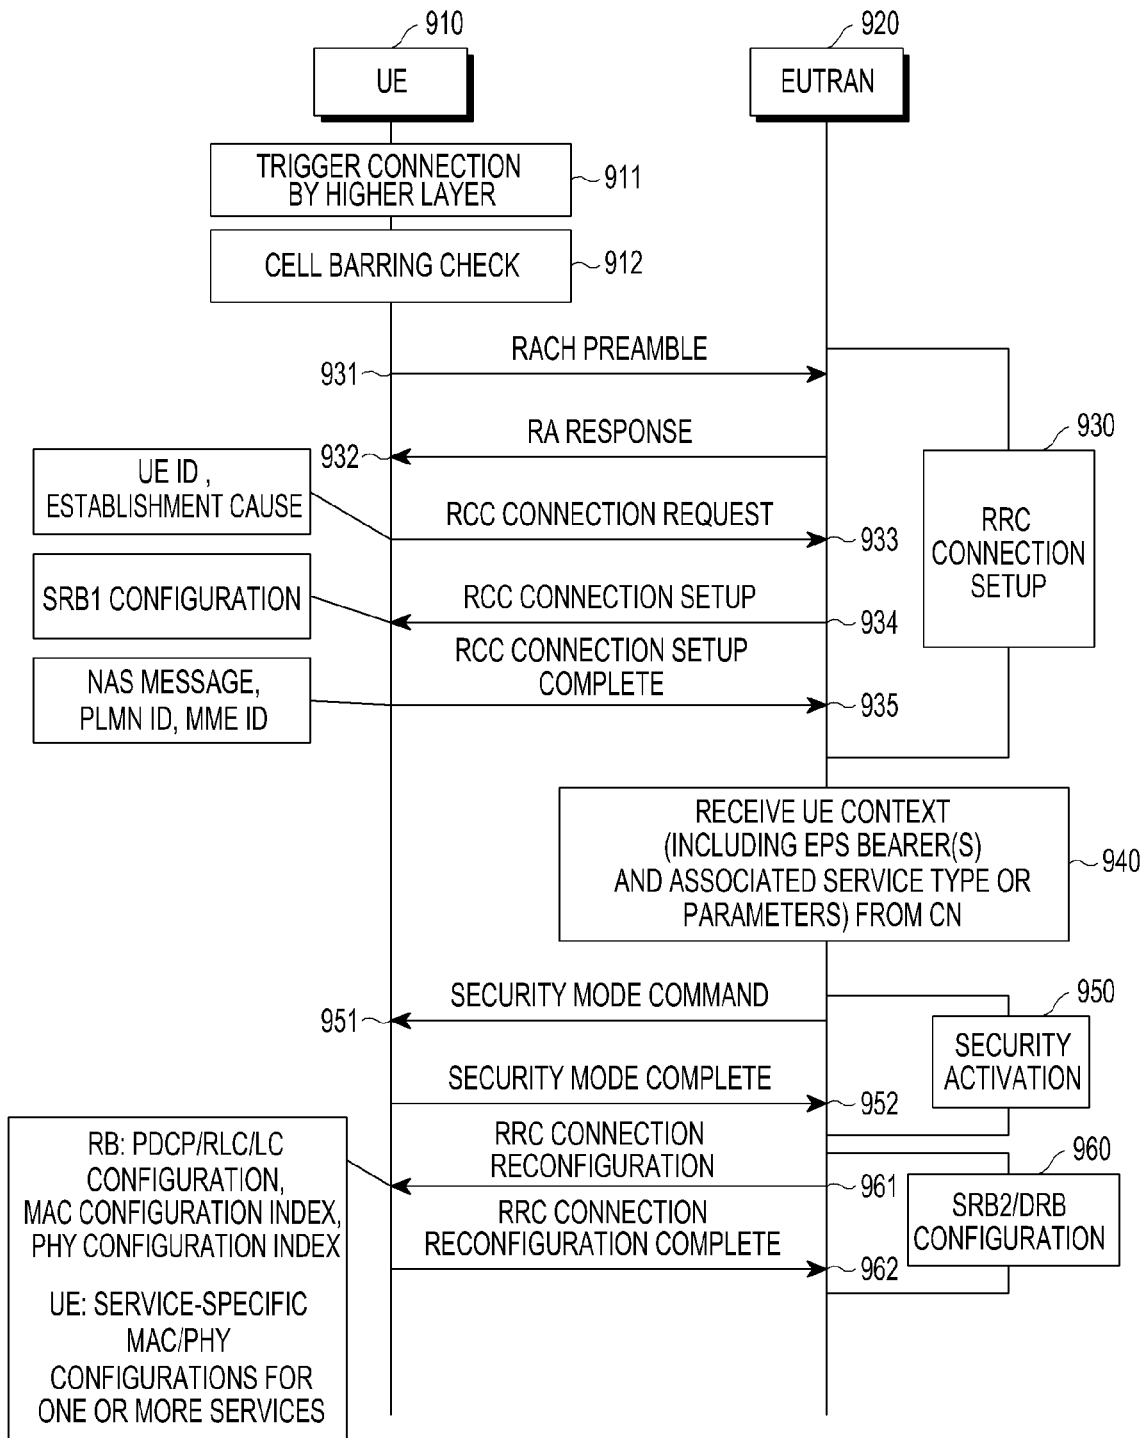 910
920
UE
EUTRAN
TRIGGER CONNECTION
BY HIGHER LAYER
911
CELL BARRING CHECK
912
RACH PREAMBLE
931
RA RESPONSE
932
930
UE ID ,
ESTABLISHMENT CAUSE
RCC CONNECTION REQUEST
933
RRC
CONNECTION
SETUP
SRB1 CONFIGURATION
RCC CONNECTION SETUP
934
RCC CONNECTION SETUP
COMPLETE
NAS MESSAGE,
PLMN ID, MME ID
935
RECEIVE UE CONTEXT
(INCLUDING EPS BEARER(S)
AND ASSOCIATED SERVICE TYPE OR
PARAMETERS) FROM CN
940
SECURITY MODE COMMAND
951
950
SECURITY
ACTIVATION
SECURITY MODE COMPLETE
952
RB: PDCP/RLC/LC
CONFIGURATION,
MAC CONFIGURATION INDEX,
PHY CONFIGURATION INDEX
UE: SERVICE-SPECIFIC
MAC/PHY
CONFIGURATIONS FOR
ONE OR MORE SERVICES
RRC CONNECTION
RECONFIGURATION
961
960
SRB2/DRB
CONFIGURATION
RRC CONNECTION
RECONFIGURATION COMPLETE
962